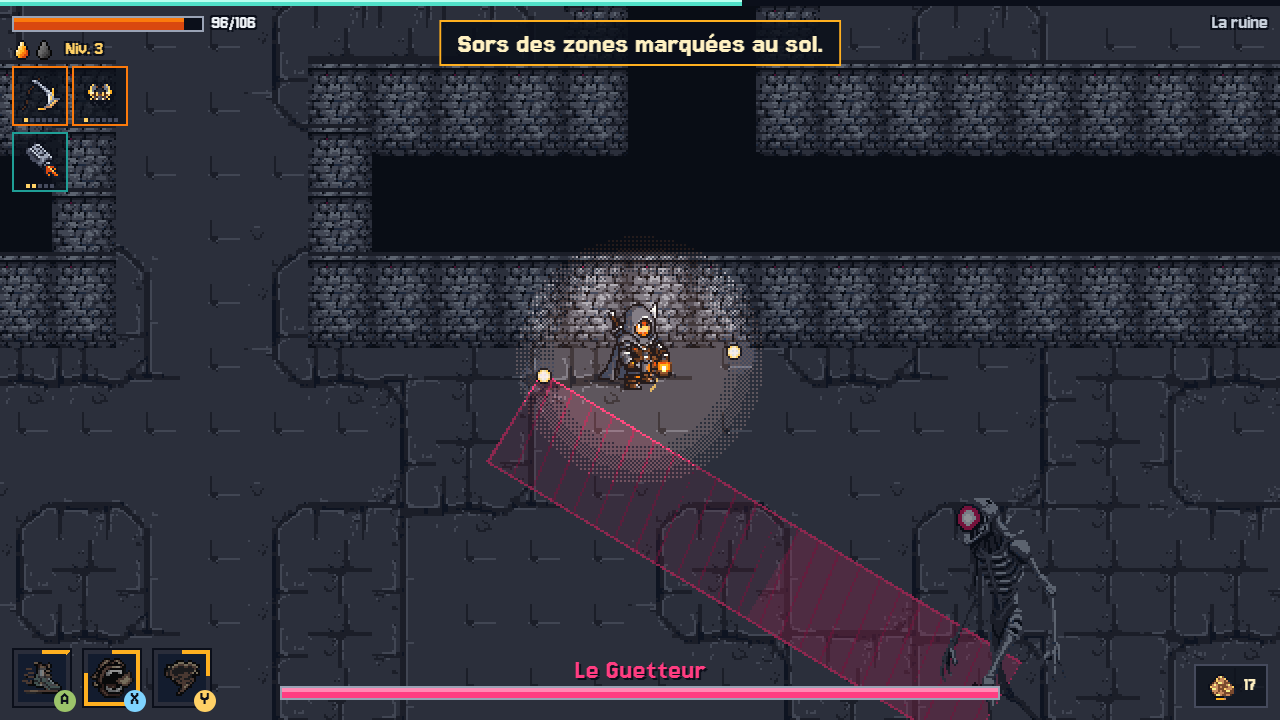 96/106
Sors des zones marquées au sol.
La ruine
Niv. 3
A
X
Y
Le Guetteur
17